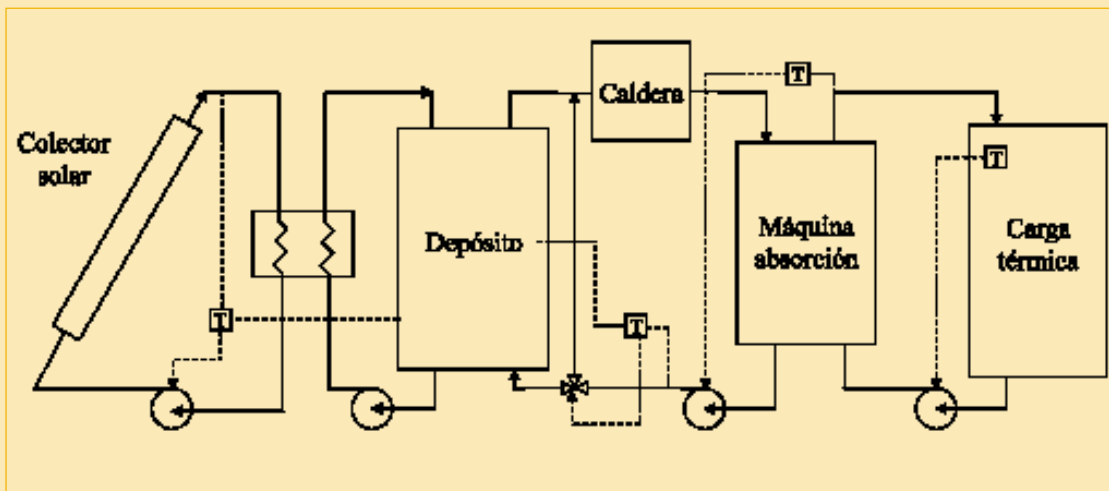 Colector
solar
T
Depósito
T
Caldera
T
Máquina
absorción
T
Carga
térmica